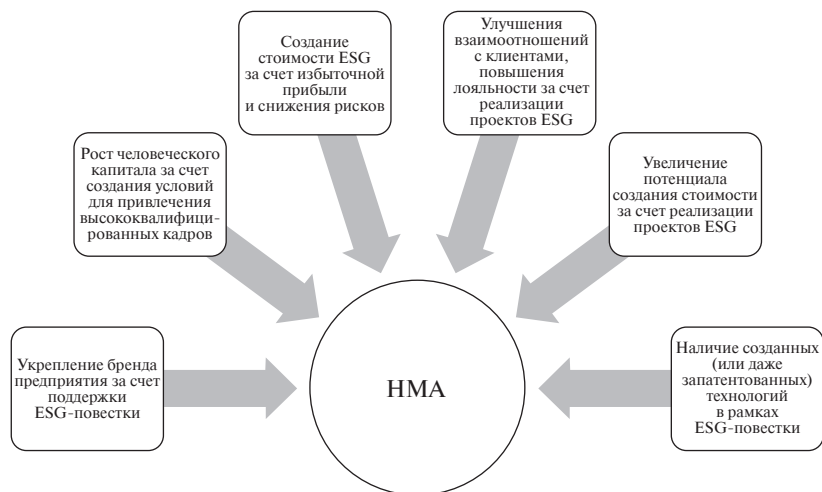 Создание
стоимости ESG
за счет избыточной
прибыли
и снижения рисков
Улучшения
взаимоотношений
с клиентами,
повышения
лояльности за счет
реализации
проектов ESG
Рост человеческого
капитала за счет
создания условий
для привлечения
высококвалифици-
рованных кадров
Увеличение
потенциала
создания стоимости
за счет реализации
проектов ESG
Укрепление бренда
предприятия за счет
поддержки
ESG-повестки
НМА
Наличие созданных
(или даже
запатентованных)
технологий
в рамках
ESG-повестки